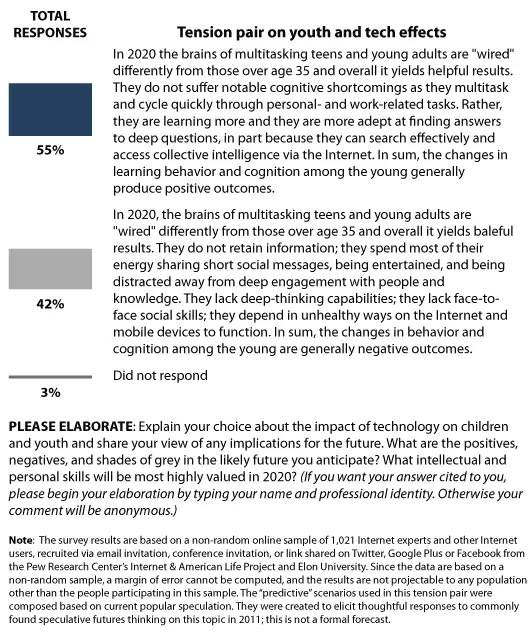 TOTAL
RESPONSES
Tension pair on youth and tech effects
In 2020 the brains of multitasking teens and young adults are "wired"
differently from those over age 35 and overall it yields helpful results.
They do not suffer notable cognitive shortcomings as they multitask
and cycle quickly through personal- and work-related tasks. Rather,
they are learning more and they are more adept at finding answers
to deep questions, in part because they can search effectively and
access collective intelligence via the Internet. In sum, the changes in
learning behavior and cognition among the young generally
produce positive outcomes.
55%
In 2020, the brains of multitasking teens and young adults are
"wired" differently from those over age 35 and overall it yields baleful
results. They do not retain information; they spend most of their
energy sharing short social messages, being entertained, and being
distracted away from deep engagement with people and
knowledge. They lack deep-thinking capabilities; they lack face-to-
face social skills; they depend in unhealthy ways on the Internet and
mobile devices to function. In sum, the changes in behavior and
cognition among the young are generally negative outcomes.
42%
Did not respond
3%
PLEASE ELABORATE: Explain your choice about the impact of technology on children
and youth and share your view of any implications for the future. What are the positives,
negatives, and shades of grey in the likely future you anticipate? What intellectual and
personal skills will be most highly valued in 2020? (If you want your answer cited to you,
please begin your elaboration by typing your name and professional identity. Otherwise your
comment will be anonymous.)
Note: The survey results are based on a non-random online sample of 1,021 Internet experts and other Internet
users, recruited via email invitation, conference invitation, or link shared on Twitter, Google Plus or Facebook from
the Pew Research Center's Internet & American Life Project and Elon University. Since the data are based on a
non-random sample, a margin of error cannot be computed, and the results are not projectable to any population
other than the people participating in this sample. The "predictive" scenarios used in this tension pair were
composed based on current popular speculation. They were created to elicit thoughtful responses to commonly
found speculative futures thinking on this topic in 2011; this is not a formal forecast.